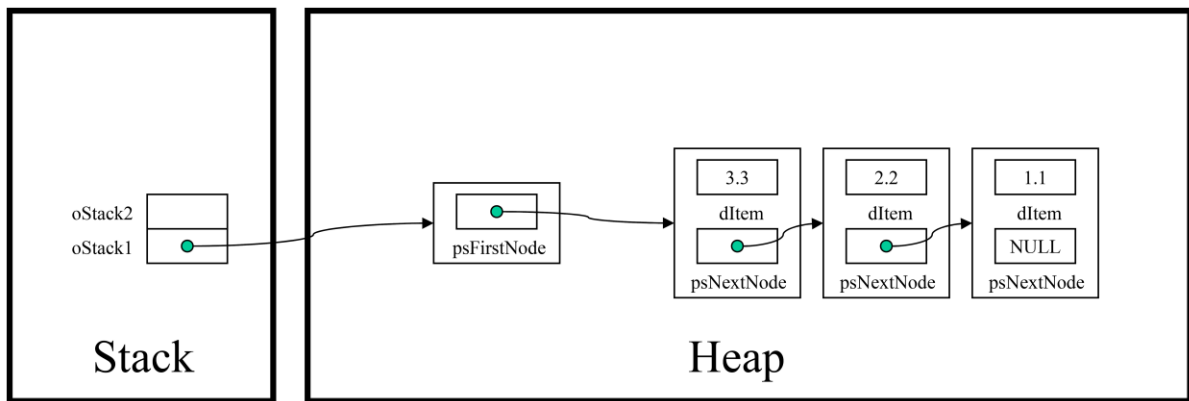 3.3
2.2
1.1
oStack2
dItem
dItem
dItem
oStack1
psFirstNode
NULL
psNextNode
psNextNode
psNextNode
Stack
Heap